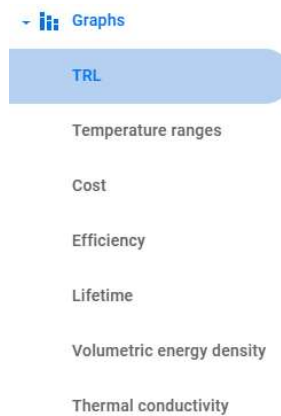 Graphs
TRL
Temperature ranges
Cost
Efficiency
Lifetime
Volumetric energy density
Thermal conductivity